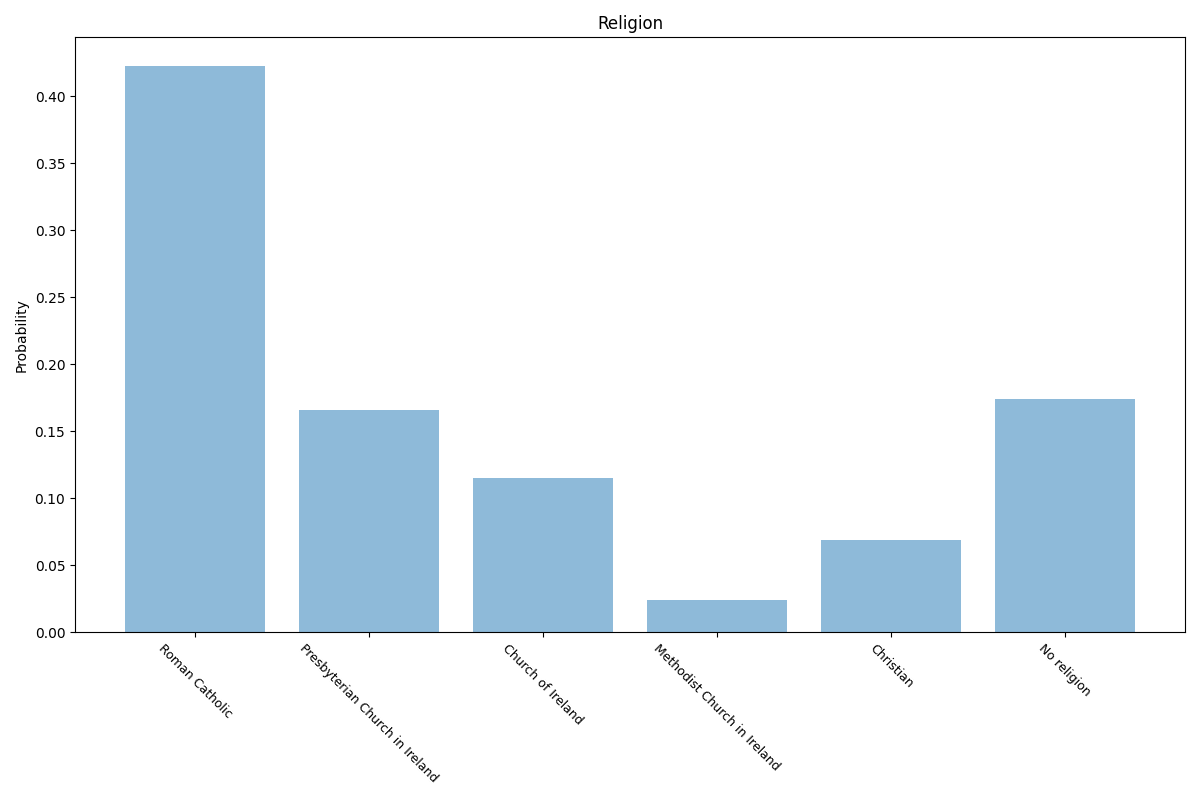 Religion
Probability
0.40
0.35
0.30
0.25
0.20
0.15
0.10
0.05
0.00
Roman Catholic
Presbyterian Church in Ireland
Church of Ireland
Methodist Church in Ireland
Christian
No religion